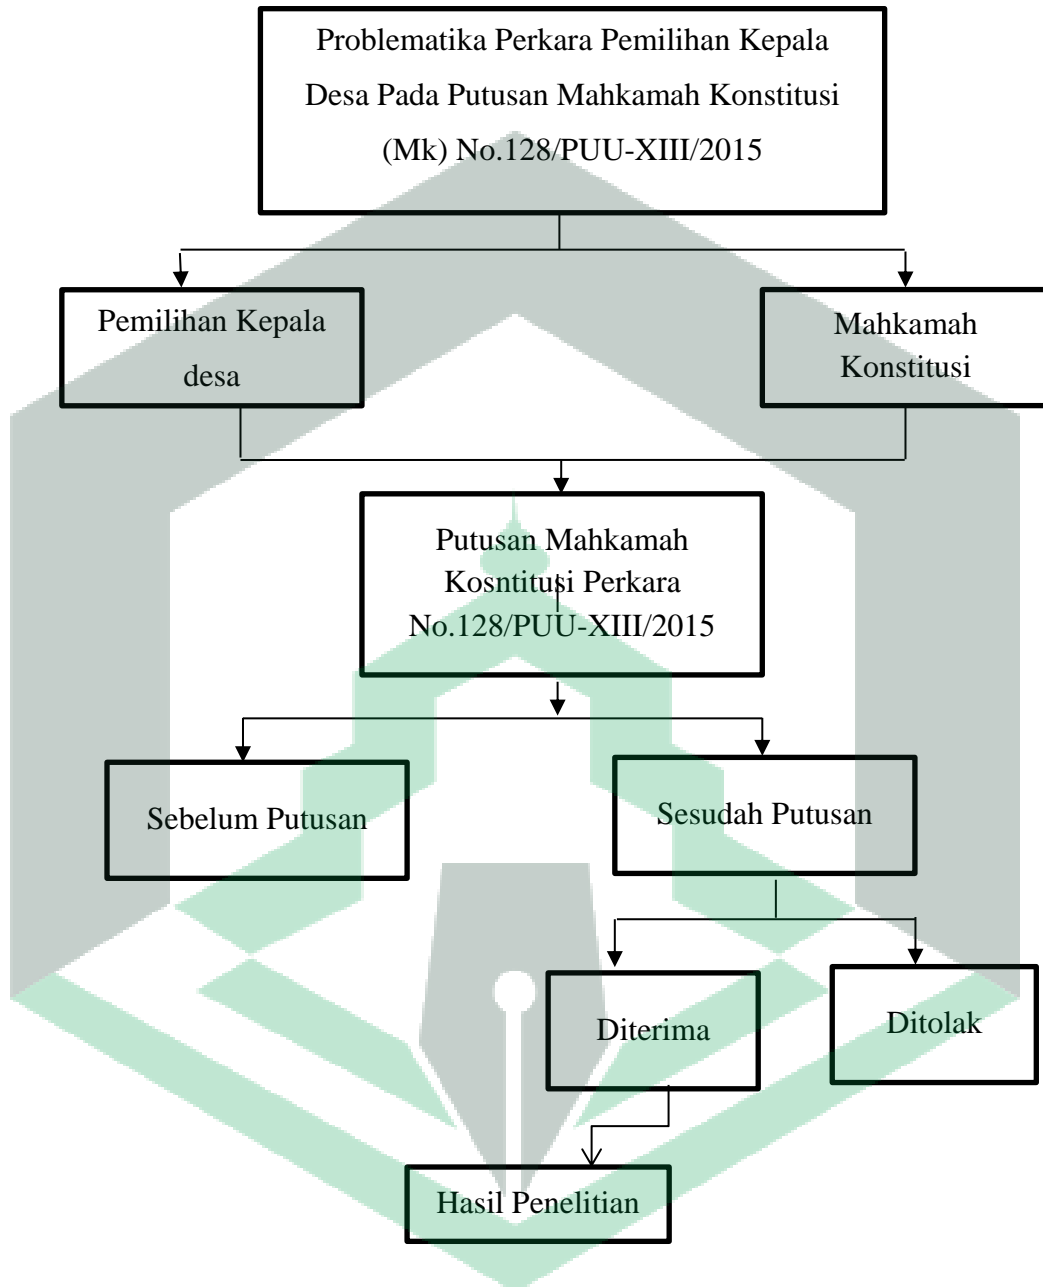 Problematika Perkara Pemilihan Kepala
Desa Pada Putusan Mahkamah Konstitusi
(Mk) No.128/PUU-XIII/2015
Pemilihan Kepala
desa
Mahkamah
Konstitusi
Putusan Mahkamah
Kosntitusi Perkara
No.128/PUU-XIII/2015
Sebelum Putusan
Sesudah Putusan
Diterima
Ditolak
Hasil Penelitian